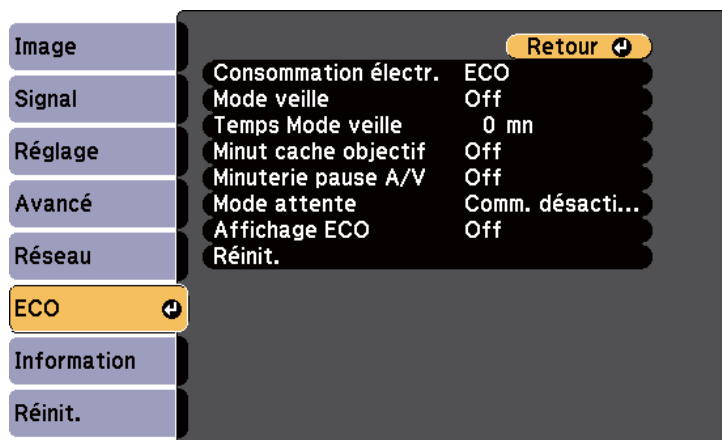 Image
Signal
Réglage
Avancé
Réseau
ECO
Information
Réinit.
Retour
Consommation électr. ECO
Mode veille Off
Temps Mode veille 0 mn
Minut cache objectif Off
Minuterie pause A/V Off
Mode attente Comm. désacti...
Affichage ECO Off
Réinit.